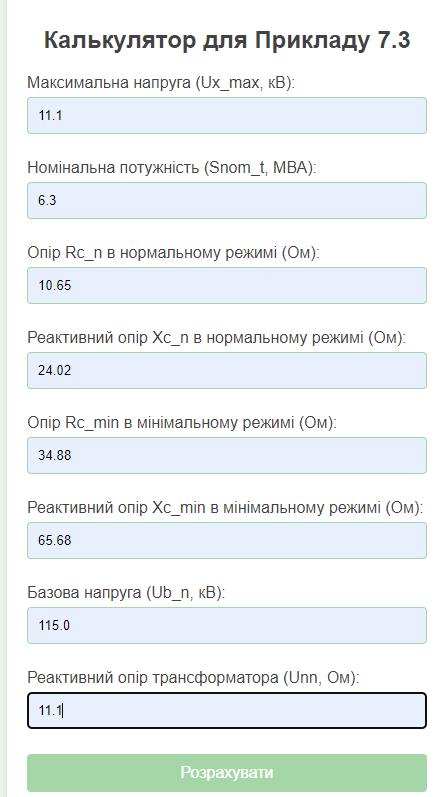 Калькулятор для Прикладу 7.3
Максимальна напруга (Ux_max, кВ):
11.1
Номінальна потужність (Snom_t, МВА):
6.3
Опір Rc_n в нормальному режимі (Ом):
10.65
Реактивний опір Xc_n в нормальному режимі (Ом):
24.02
Опір Rc_min в мінімальному режимі (Ом):
34.88
Реактивний опір Xc_min в мінімальному режимі (Ом):
65.68
Базова напруга (Ub_n, кВ):
115.0
Реактивний опір трансформатора (Unn, Ом):
11.1
Розрахувати